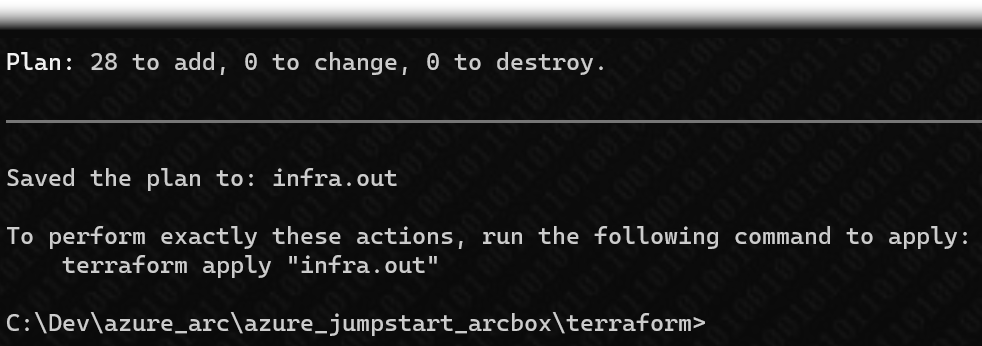 Plan: 28 to add, 0 to change, 0 to destroy.
Saved the plan to: infra.out
To perform exactly these actions, run the following command to apply:
terraform apply "infra.out"
C:\Dev\azure_arc\azure_jumpstart_arcbox\terraform>